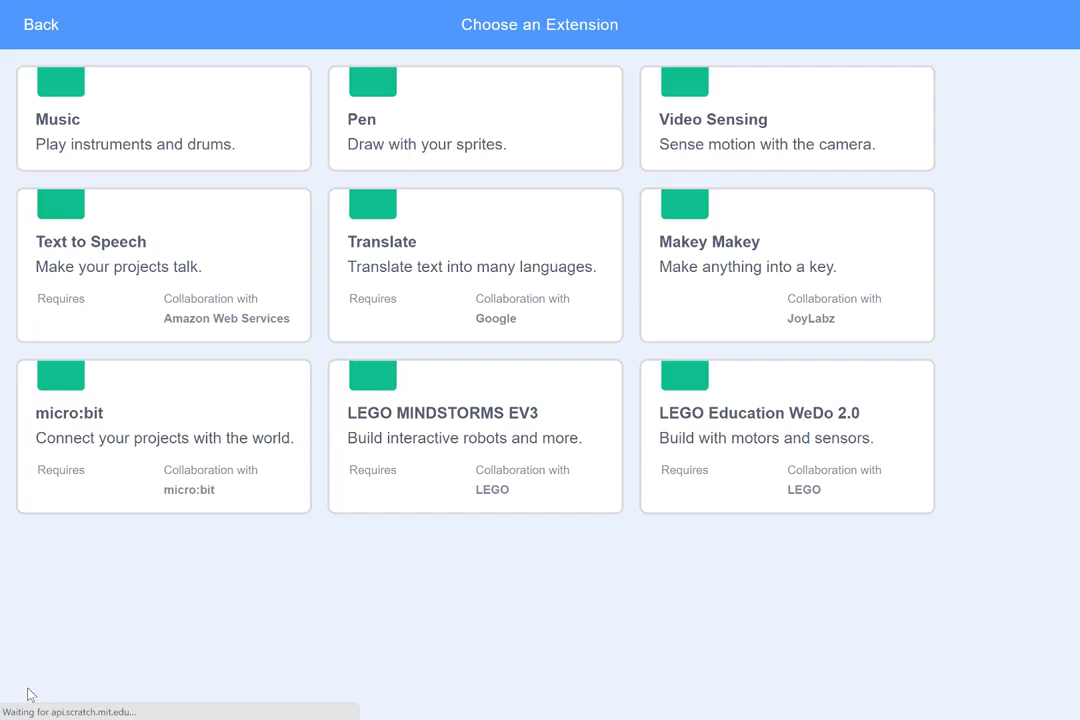 Back
Choose an Extension
Music
Play instruments and drums.
Pen
Draw with your sprites.
Video Sensing
Sense motion with the camera.
Text to Speech
Make your projects talk.
Requires
Collaboration with
Amazon Web Services
Translate
Translate text into many languages.
Requires
Collaboration with
Google
Makey Makey
Make anything into a key.
Collaboration with
JoyLabz
micro:bit
Connect your projects with the world.
Requires
Collaboration with
micro:bit
LEGO MINDSTORMS EV3
Build interactive robots and more.
Requires
Collaboration with
LEGO
LEGO Education WeDo 2.0
Build with motors and sensors.
Requires
Collaboration with
LEGO
Waiting for api.scratch.mit.edu...